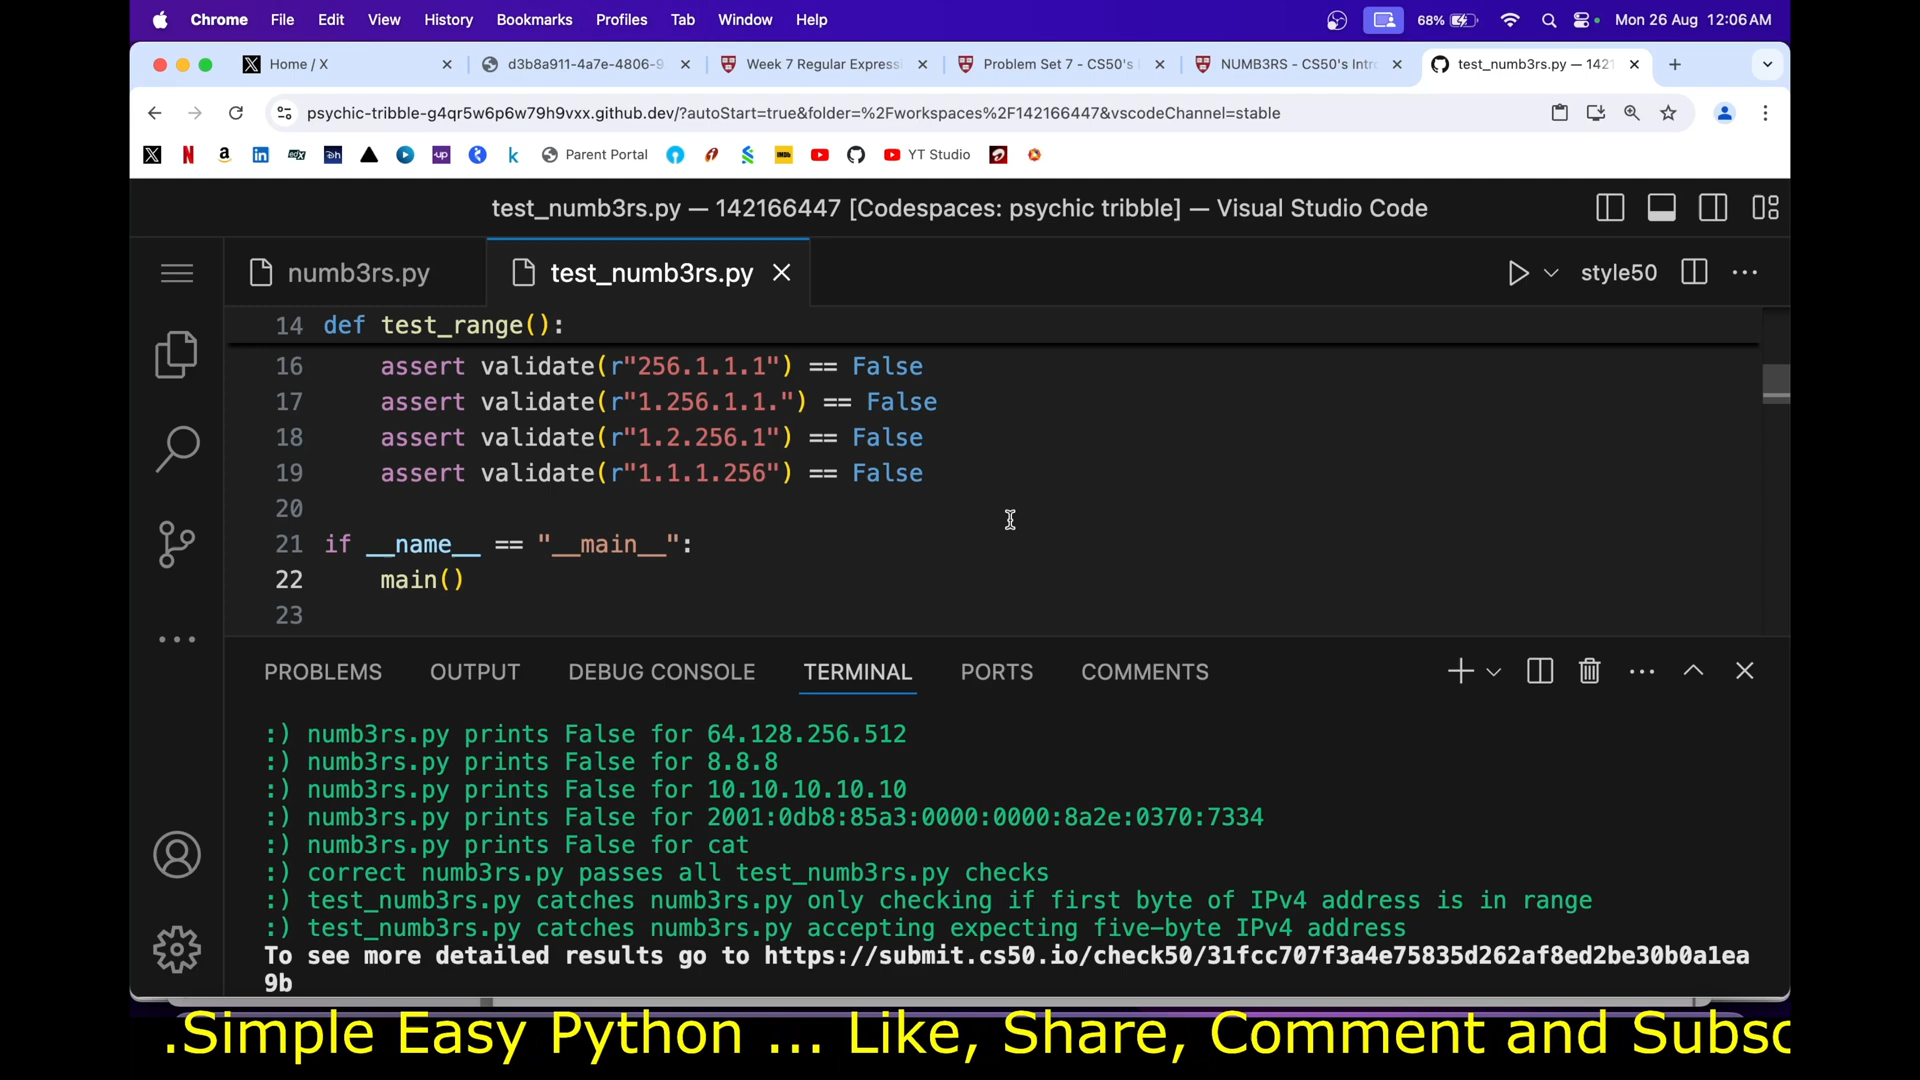 Chrome File Edit View History Bookmarks Profiles Tab Window Help 68% Mon 26 Aug 12:06 AM
Home / X d3b8a911-4a7e-4806-9 Week 7 Regular Expressi Problem Set 7 - CS50's I NUMB3RS - CS50's Intro test_numb3rs.py — 1421
psychic-tribble-g4qr5w6p6w79h9vxx.github.dev/?autoStart=true&folder=%2Fworkspaces%2F142166447&vscodeChannel=stable
Parent Portal YT Studio
test_numb3rs.py — 142166447 [Codespaces: psychic tribble] — Visual Studio Code
numb3rs.py test_numb3rs.py style50
14 def test_range():
16 assert validate(r"256.1.1.1") == False
17 assert validate(r"1.256.1.1.") == False
18 assert validate(r"1.2.256.1") == False
19 assert validate(r"1.1.1.256") == False
20
21 if __name__ == "__main__":
22 main()
23
PROBLEMS OUTPUT DEBUG CONSOLE TERMINAL PORTS COMMENTS
:) numb3rs.py prints False for 64.128.256.512
:) numb3rs.py prints False for 8.8.8
:) numb3rs.py prints False for 10.10.10.10.10
:) numb3rs.py prints False for 2001:0db8:85a3:0000:0000:8a2e:0370:7334
:) numb3rs.py prints False for cat
:) correct numb3rs.py passes all test_numb3rs.py checks
:) test_numb3rs.py catches numb3rs.py only checking if first byte of IPv4 address is in range
:) test_numb3rs.py catches numb3rs.py accepting expecting five-byte IPv4 address
To see more detailed results go to https://submit.cs50.io/check50/31fcc707f3a4e75835d262af8ed2be30b0a1ea
9b
.Simple Easy Python ... Like, Share, Comment and Subsc